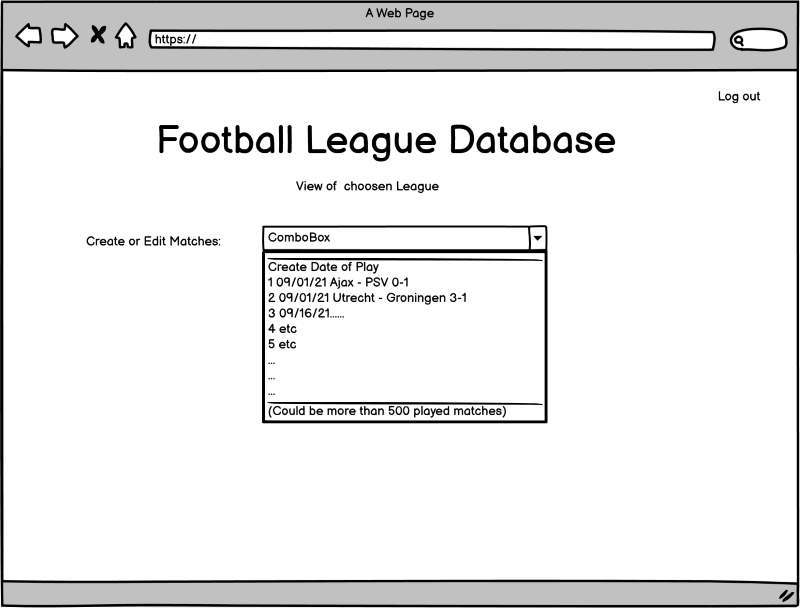 A Web Page
https://
Log out
Football League Database
View of choosen League
Create or Edit Matches:
ComboBox
Create Date of Play
1 09/01/21 Ajax - PSV 0-1
2 09/01/21 Utrecht - Groningen 3-1
3 09/16/21......
4 etc
5 etc
...
...
...
(Could be more than 500 played matches)